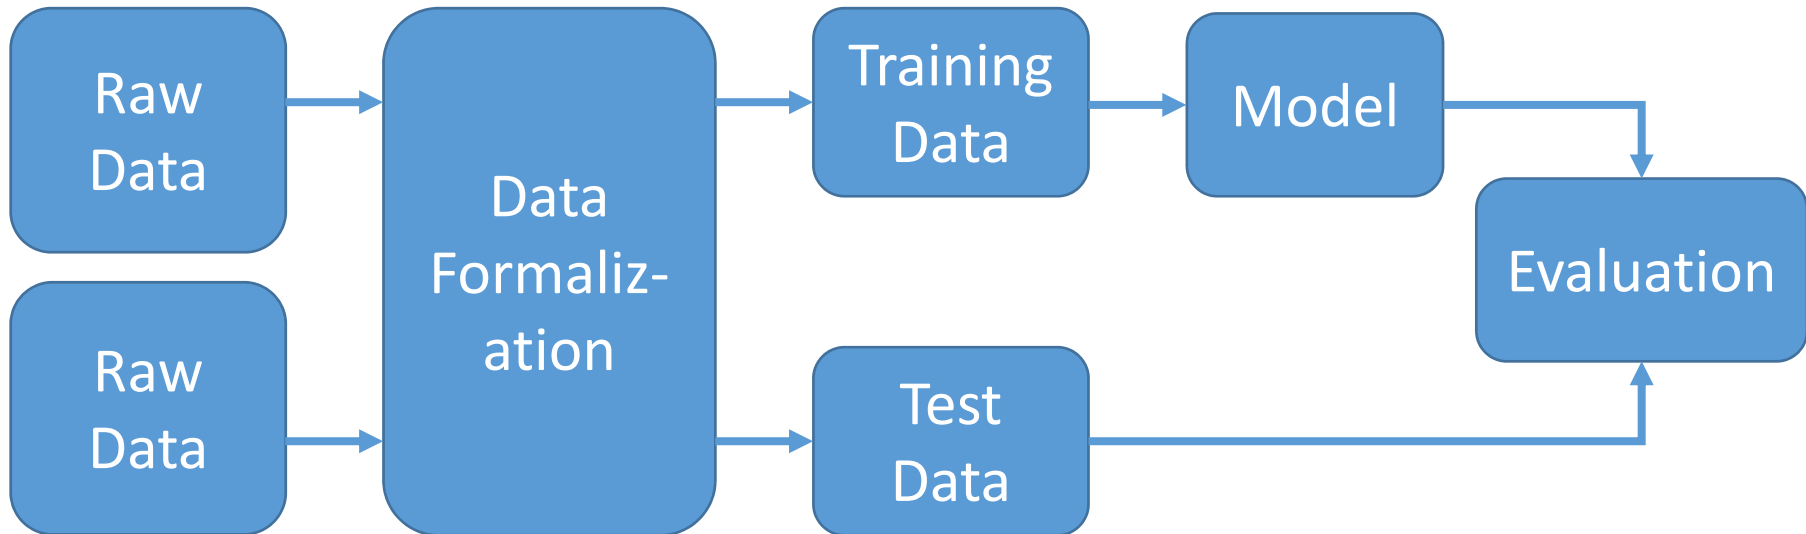 Raw
Data
Raw
Data
Data
Formaliz-
ation
Training
Data
Test
Data
Model
Evaluation